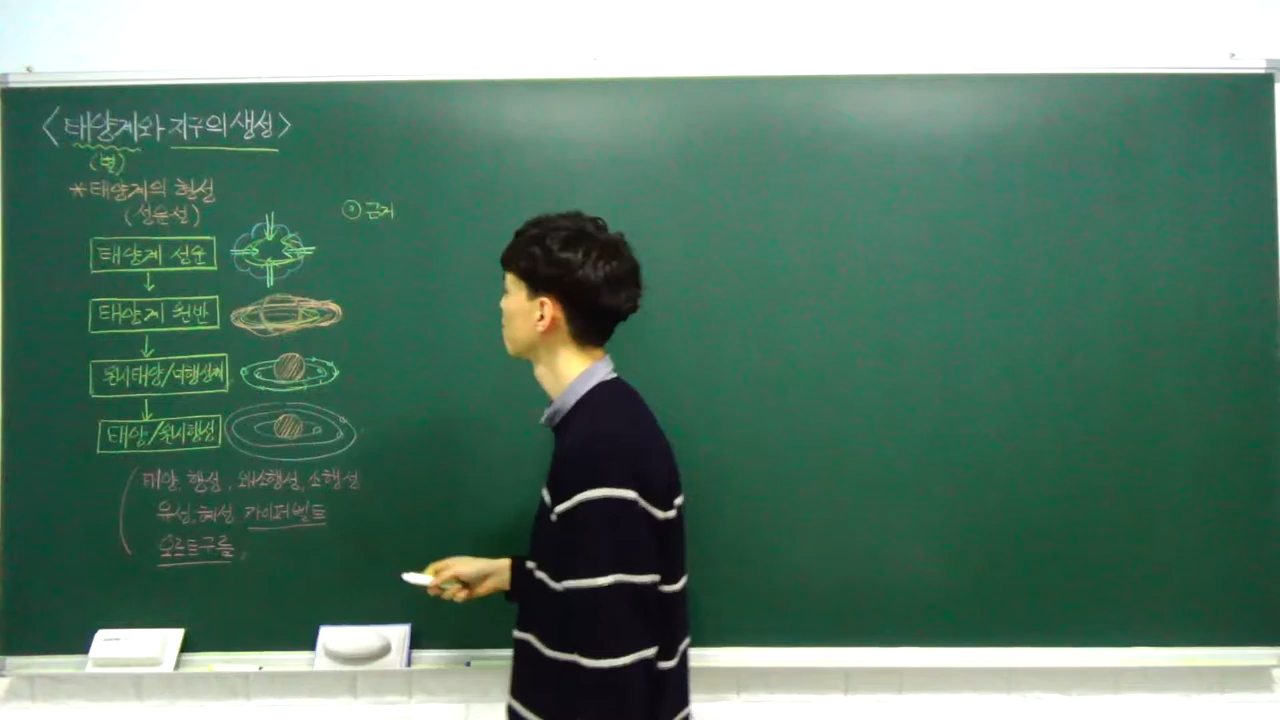 <태양계와 지구의 생성>
(별)
*태양계의 형성
(성운설)
태양계 성운
태양계 원반
원시태양/미행성체
태양/원시행성
(태양, 행성, 왜소행성, 소행성
유성, 혜성, 카이퍼벨트
오르트구름,